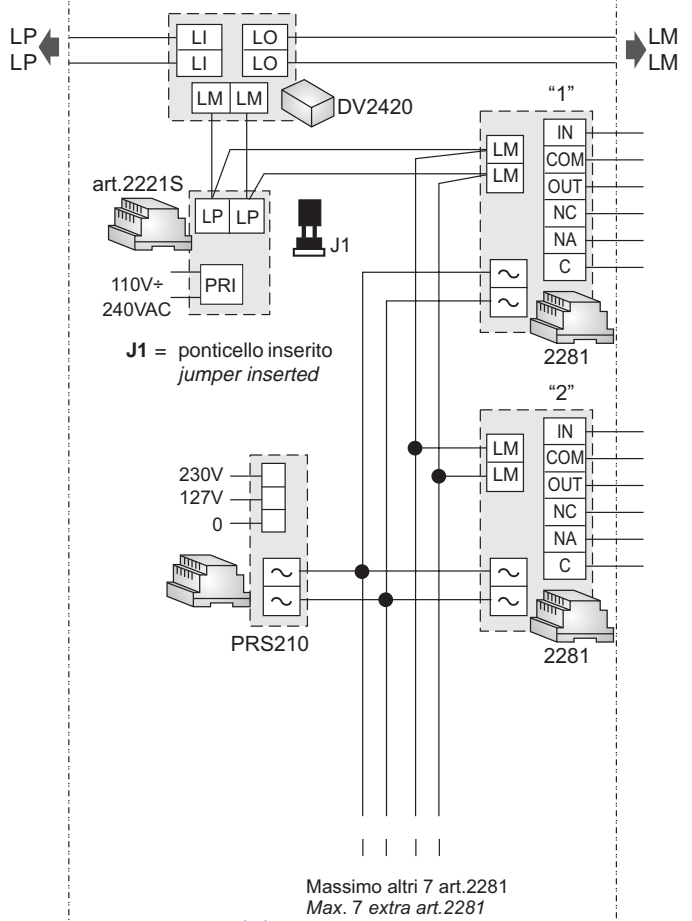 LP LI LO LM
LP LI LO LM
LM LM
DV2420
"1"
IN
LM COM
LM OUT
NC
NA
C
~
~
2281
art.2221S
LP LP
J1
110V÷
240VAC
PRI
J1 = ponticello inserito
jumper inserted
"2"
IN
LM COM
LM OUT
NC
NA
C
~
~
2281
230V
127V
0
~
~
PRS210
Massimo altri 7 art.2281
Max. 7 extra art.2281